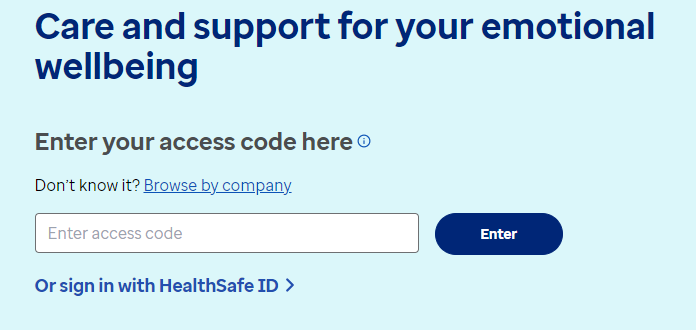 Care and support for your emotional
wellbeing
Enter your access code here
Don't know it? Browse by company
Enter access code
Enter
Or sign in with HealthSafe ID